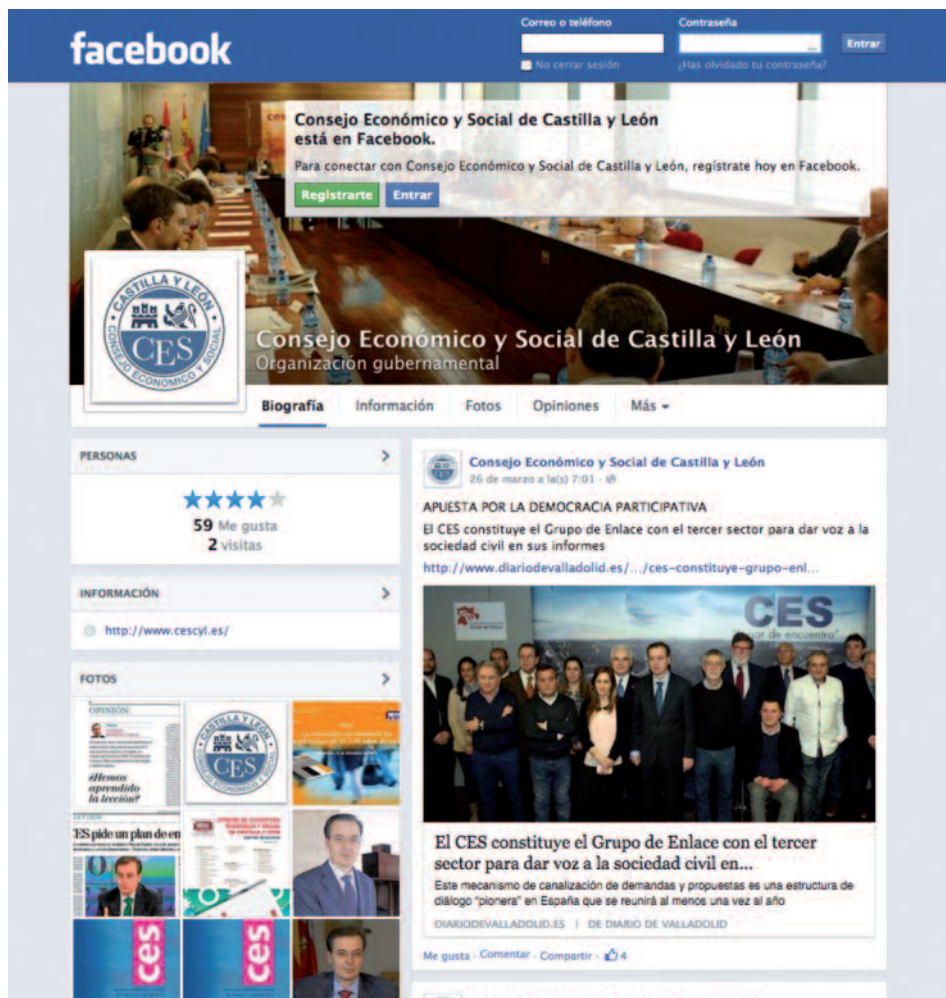 facebook
Correo o teléfono
Contraseña
Entrar
No cerrar sesión
¿Has olvidado tu contraseña?
ces
Consejo Económico y Social de Castilla y León
está en Facebook.
Para conectar con Consejo Económico y Social de Castilla y León, regístrate hoy en Facebook.
Registrarte
Entrar
CASTILLA Y LEÓN
CES
CONSEJO ECONÓMICO Y SOCIAL
Consejo Económico y Social de Castilla y León
Organización gubernamental
Biografía
Información
Fotos
Opiniones
Más
PERSONAS
59 Me gusta
2 visitas
INFORMACIÓN
http://www.cescyl.es/
FOTOS
OPINIÓN
¿Hemos
aprendido
la lección?
CASTILLA Y LEÓN
CES
CONSEJO ECONÓMICO Y SOCIAL
CES pide un plan de en
ces
ces
Consejo Económico y Social de Castilla y León
26 de marzo a la(s) 7:01 ·
APUESTA POR LA DEMOCRACIA PARTICIPATIVA
El CES constituye el Grupo de Enlace con el tercer sector para dar voz a la
sociedad civil en sus informes
http://www.diariodevalladolid.es/.../ces-constituye-grupo-enl...
CES
"lugar de encuentro"
El CES constituye el Grupo de Enlace con el tercer
sector para dar voz a la sociedad civil en...
Este mecanismo de canalización de demandas y propuestas es una estructura de
diálogo "pionera" en España que se reunirá al menos una vez al año
DIARIODEVALLADOLID.ES | DE DIARIO DE VALLADOLID
Me gusta · Comentar · Compartir · 4